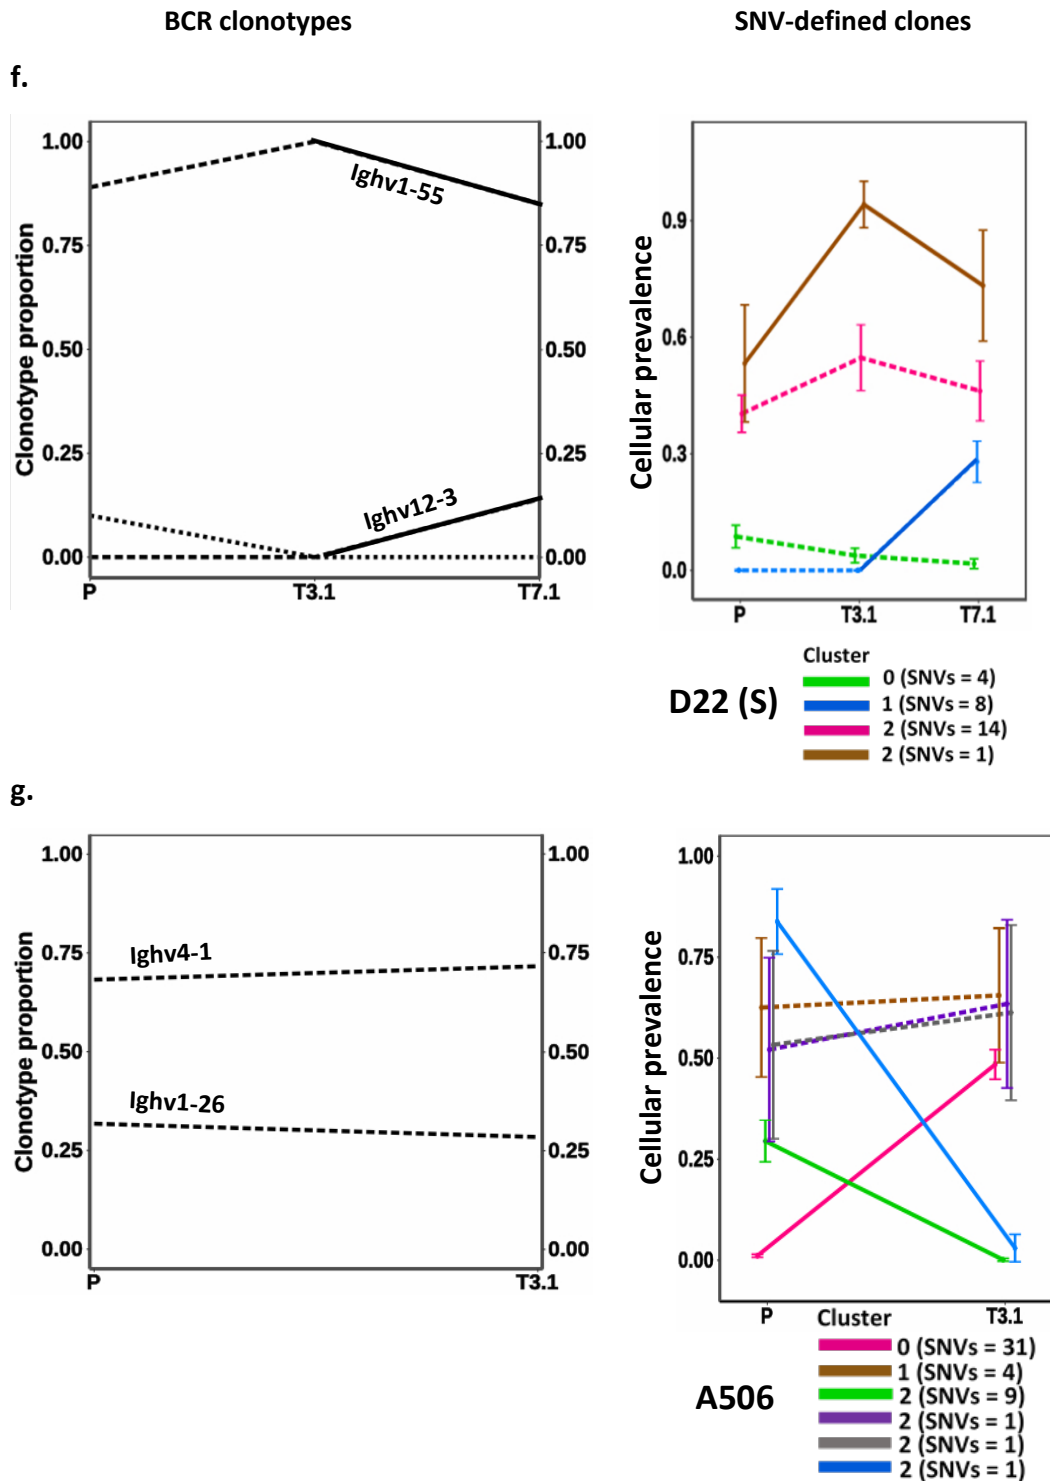 BCR clonotypes
SNV-defined clones
f.
Clonotype proportion
1.00
0.75
0.50
0.25
0.00
1.00
0.75
0.50
0.25
0.00
Ighv1-55
Ighv12-3
P
T3.1
T7.1
Cellular prevalence
0.9
0.6
0.3
0.0
P
T3.1
T7.1
D22 (S)
Cluster
0 (SNVs = 4)
1 (SNVs = 8)
2 (SNVs = 14)
2 (SNVs = 1)
g.
Clonotype proportion
1.00
0.75
0.50
0.25
0.00
1.00
0.75
0.50
0.25
0.00
Ighv4-1
Ighv1-26
P
T3.1
Cellular prevalence
1.00
0.75
0.50
0.25
0.00
P
T3.1
A506
Cluster
0 (SNVs = 31)
1 (SNVs = 4)
2 (SNVs = 9)
2 (SNVs = 1)
2 (SNVs = 1)
2 (SNVs = 1)